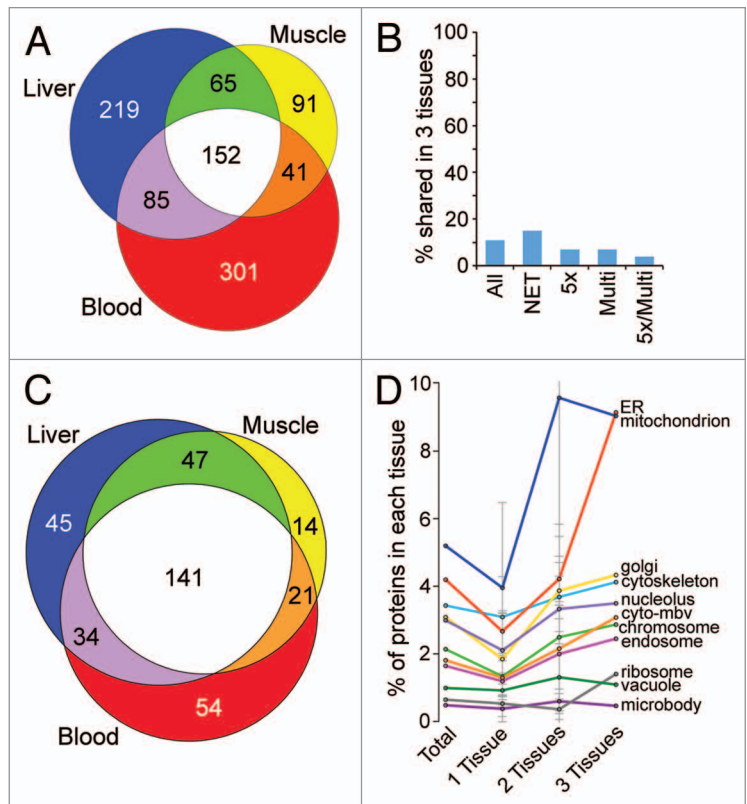 A
Liver
Muscle
219
65
91
152
85
41
301
Blood
B
% shared in 3 tissues
100
80
60
40
20
0
All
NET
5x
Multi
5x/Multi
C
Liver
Muscle
47
45
14
141
34
21
54
Blood
D
% of proteins in each tissue
10
8
6
4
2
0
ER
mitochondrion
golgi
cytoskeleton
nucleolus
cyto-mbv
chromosome
endosome
ribosome
vacuole
microbody
Total
1 Tissue
2 Tissues
3 Tissues